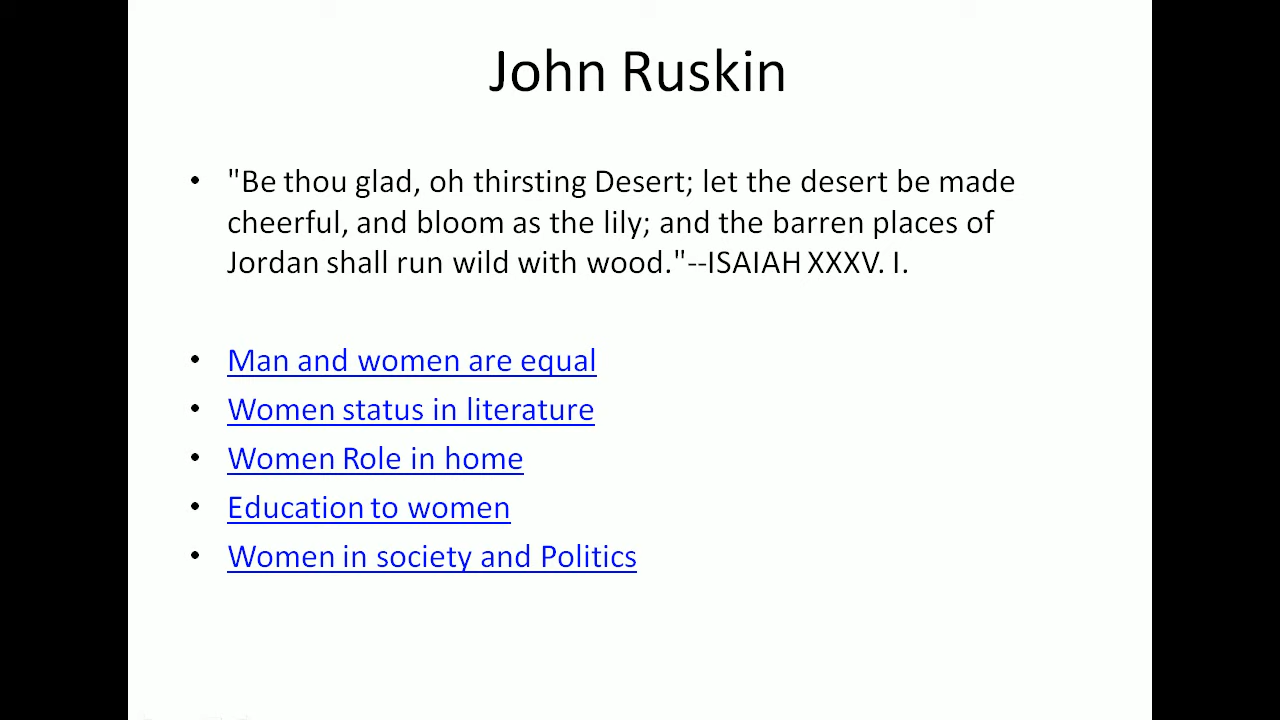 John Ruskin
• "Be thou glad, oh thirsting Desert; let the desert be made
cheerful, and bloom as the lily; and the barren places of
Jordan shall run wild with wood."--ISAIAH XXXV. I.
• Man and women are equal
• Women status in literature
• Women Role in home
• Education to women
• Women in society and Politics